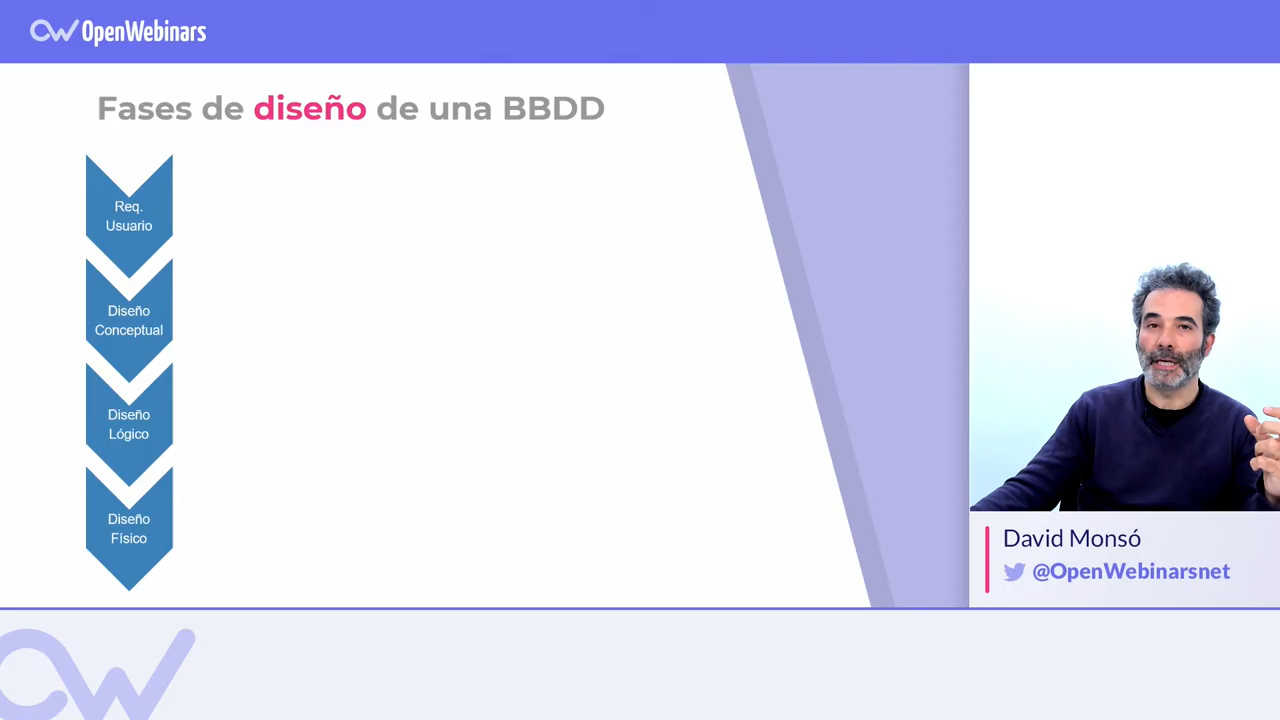 OpenWebinars
Fases de diseño de una BBDD
Req.
Usuario
Diseño
Conceptual
Diseño
Lógico
Diseño
Físico
David Monsó
@OpenWebinarsnet